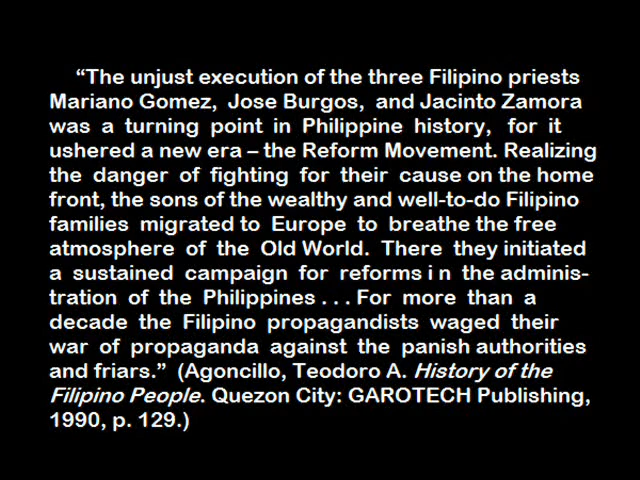 “The unjust execution of the three Filipino priests
Mariano Gomez, Jose Burgos, and Jacinto Zamora
was a turning point in Philippine history, for it
ushered a new era – the Reform Movement. Realizing
the danger of fighting for their cause on the home
front, the sons of the wealthy and well-to-do Filipino
families migrated to Europe to breathe the free
atmosphere of the Old World. There they initiated
a sustained campaign for reforms i n the adminis-
tration of the Philippines . . . For more than a
decade the Filipino propagandists waged their
war of propaganda against the panish authorities
and friars.” (Agoncillo, Teodoro A. History of the
Filipino People. Quezon City: GAROTECH Publishing,
1990, p. 129.)